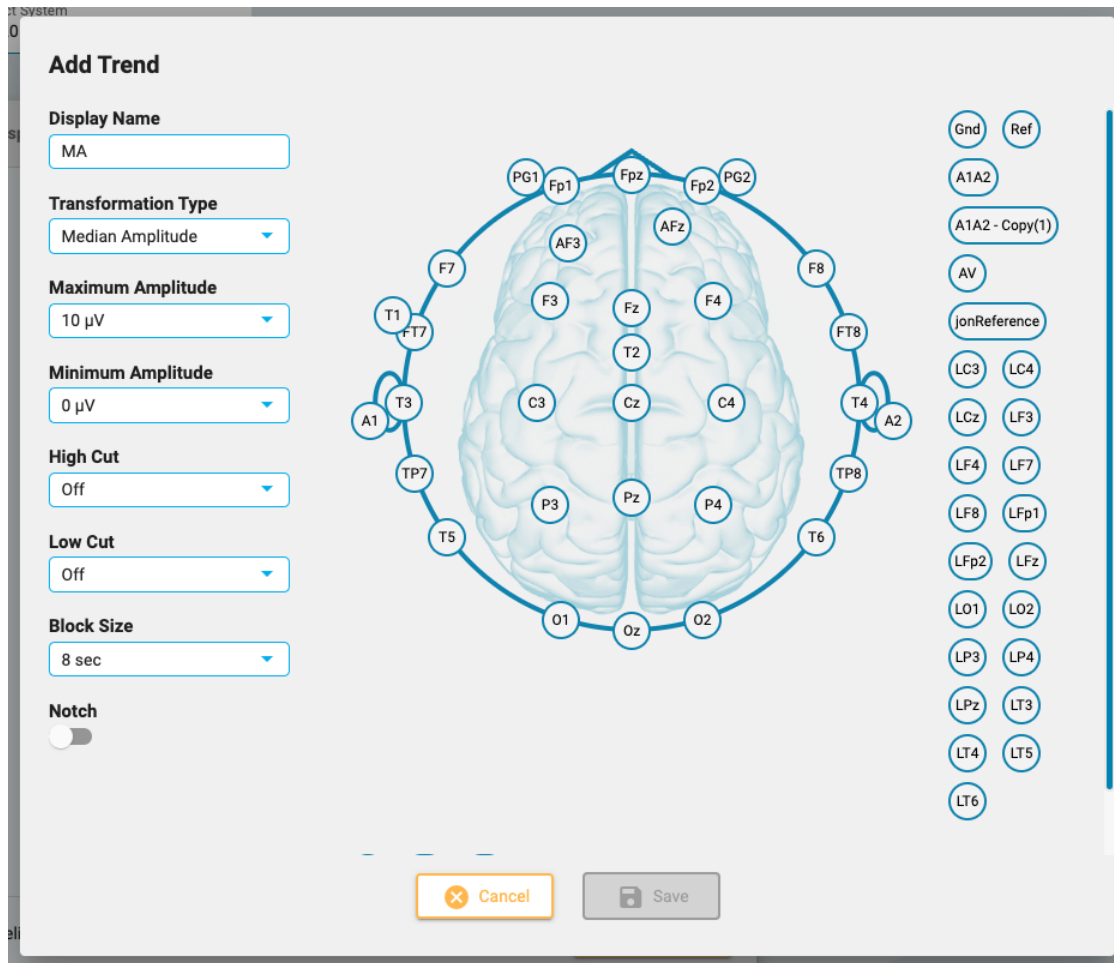 ct System
Add Trend
Display Name
MA
Transformation Type
Median Amplitude
Maximum Amplitude
10 µV
Minimum Amplitude
0 µV
High Cut
Off
Low Cut
Off
Block Size
8 sec
Notch
PG1 Fp1 Fpz Fp2 PG2
AF3 AFz
F7 F8
F3 Fz F4
T1 FT7 FT8
T2
A1 T3 C3 Cz C4 T4 A2
TP7 TP8
P3 Pz P4
T5 T6
O1 Oz O2
Gnd Ref
A1A2
A1A2 - Copy(1)
AV
jonReference
LC3 LC4
LCz LF3
LF4 LF7
LF8 LFp1
LFp2 LFz
LO1 LO2
LP3 LP4
LPz LT3
LT4 LT5
LT6
Cancel Save